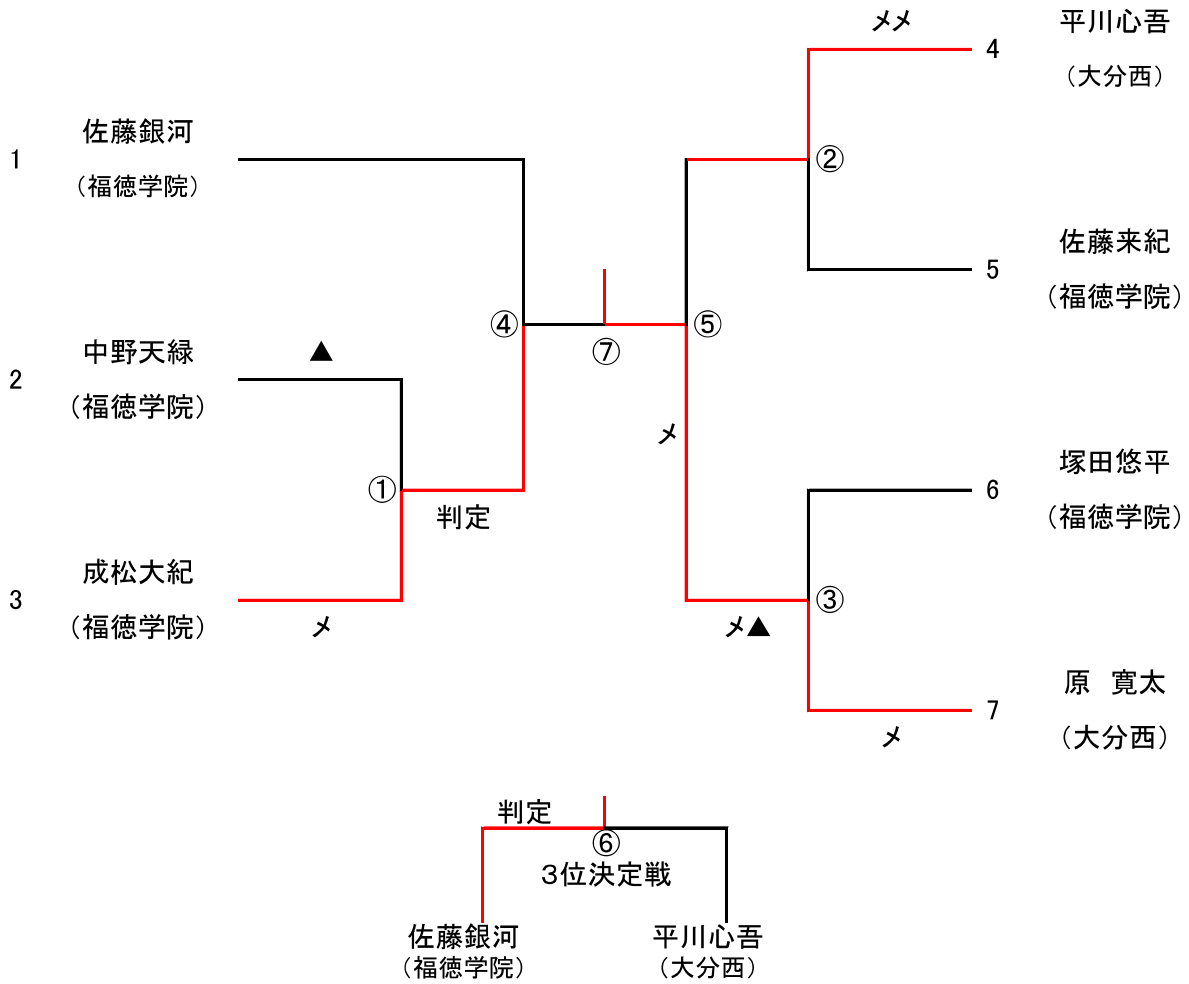 1
佐藤銀河
（福徳学院）
2
中野天緑
（福徳学院）
▲
①
判定
3
成松大紀
（福徳学院）
メ
④
⑦
⑤
メ
メメ
4
平川心吾
（大分西）
②
5
佐藤来紀
（福徳学院）
6
塚田悠平
（福徳学院）
③
メ▲
7
原　寛太
（大分西）
メ
判定
⑥
３位決定戦
佐藤銀河
（福徳学院）
平川心吾
（大分西）